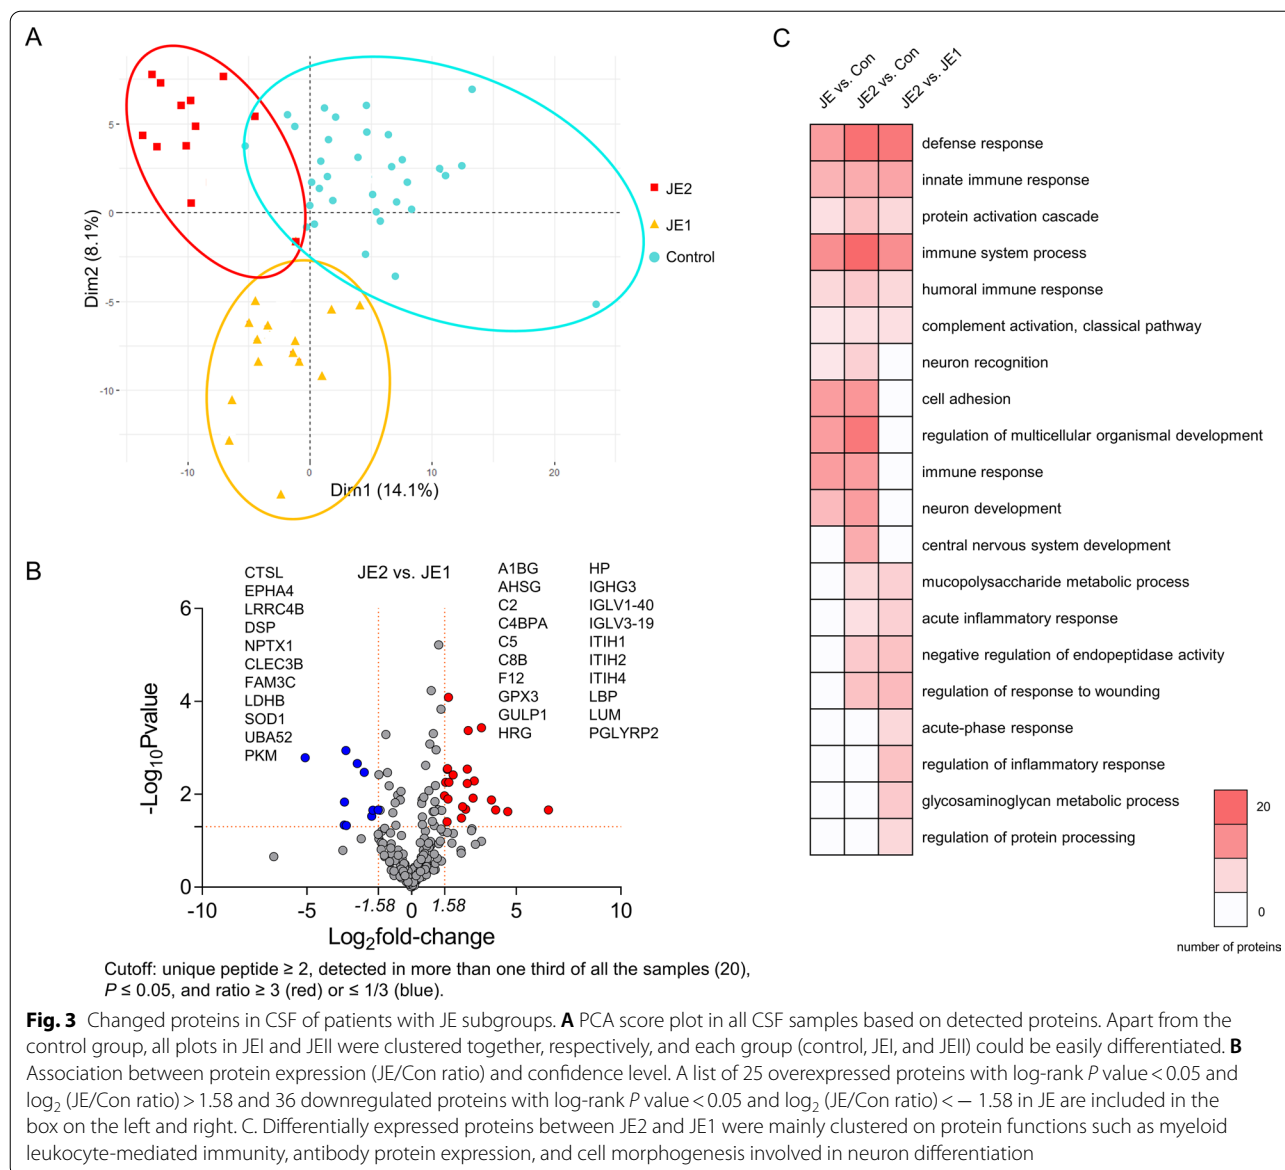 A
5
0
-5
-10
-10
0
10
20
Dim2 (8.1%)
Dim1 (14.1%)
JE2
JE1
Control
B
JE2 vs. JE1
CTSL
EPHA4
LRRC4B
DSP
NPTX1
CLEC3B
FAM3C
LDHB
SOD1
UBA52
PKM
A1BG
AHSG
C2
C4BPA
C5
C8B
F12
GPX3
GULP1
HRG
HP
IGHG3
IGLV1-40
IGLV3-19
ITIH1
ITIH2
ITIH4
LBP
LUM
PGLYRP2
6
4
2
0
-Log10Pvalue
-10
-5
-1.58
0
1.58
5
10
Log2fold-change
Cutoff: unique peptide ≥ 2, detected in more than one third of all the samples (20),
P ≤ 0.05, and ratio ≥ 3 (red) or ≤ 1/3 (blue).
C
JE vs. Con
JE2 vs. Con
JE2 vs. JE1
defense response
innate immune response
protein activation cascade
immune system process
humoral immune response
complement activation, classical pathway
neuron recognition
cell adhesion
regulation of multicellular organismal development
immune response
neuron development
central nervous system development
mucopolysaccharide metabolic process
acute inflammatory response
negative regulation of endopeptidase activity
regulation of response to wounding
acute-phase response
regulation of inflammatory response
glycosaminoglycan metabolic process
regulation of protein processing
20
0
number of proteins
Fig. 3 Changed proteins in CSF of patients with JE subgroups. A PCA score plot in all CSF samples based on detected proteins. Apart from the
control group, all plots in JEI and JEII were clustered together, respectively, and each group (control, JEI, and JEII) could be easily differentiated. B
Association between protein expression (JE/Con ratio) and confidence level. A list of 25 overexpressed proteins with log-rank P value < 0.05 and
log2 (JE/Con ratio) > 1.58 and 36 downregulated proteins with log-rank P value < 0.05 and log2 (JE/Con ratio) < − 1.58 in JE are included in the
box on the left and right. C. Differentially expressed proteins between JE2 and JE1 were mainly clustered on protein functions such as myeloid
leukocyte-mediated immunity, antibody protein expression, and cell morphogenesis involved in neuron differentiation